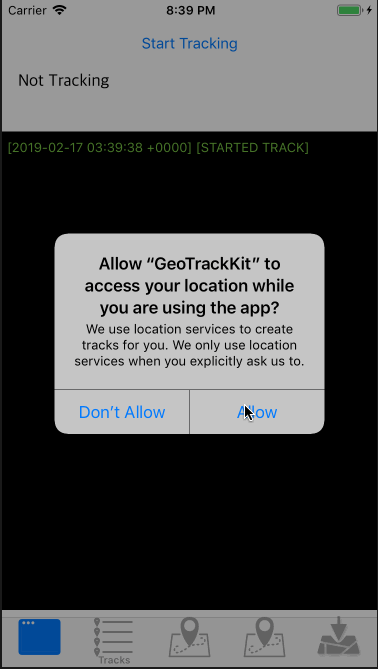 Carrier 8:39 PM
Start Tracking
Not Tracking
[2019-02-17 03:39:38 +0000] [STARTED TRACK]
Allow “GeoTrackKit” to
access your location while
you are using the app?
We use location services to create
tracks for you. We only use location
services when you explicitly ask us to.
Don’t Allow Allow
Tracks